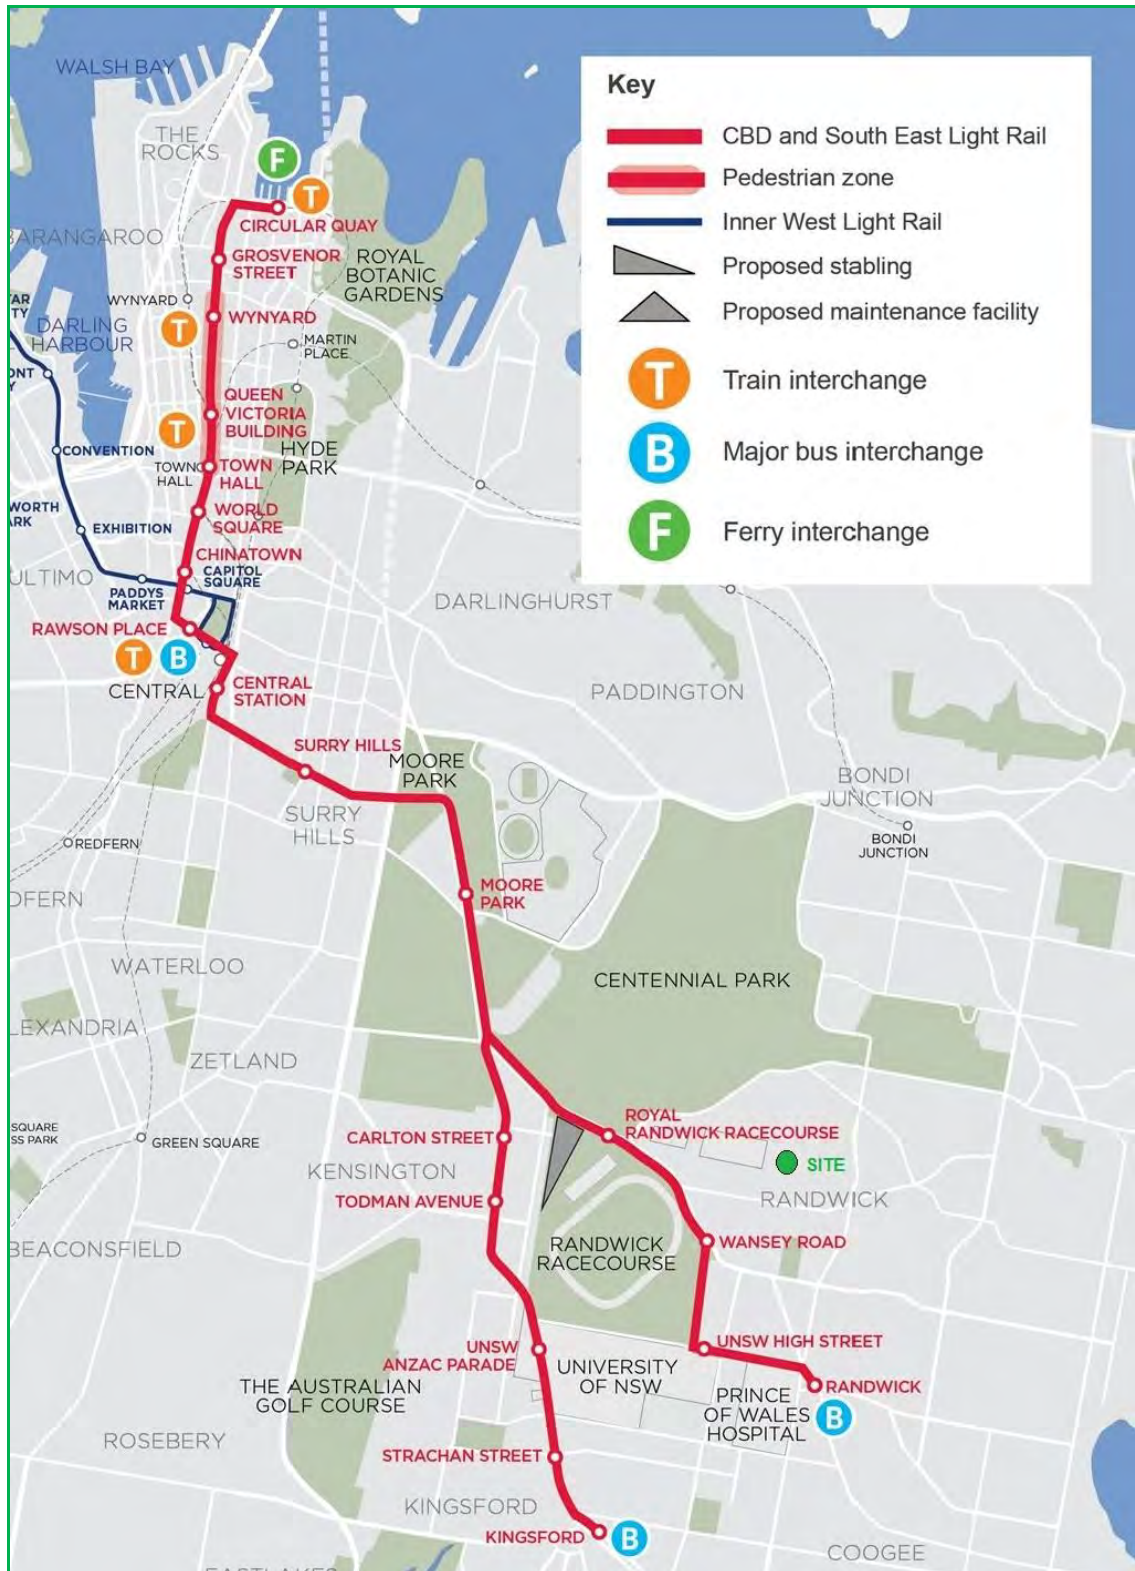 WALSH BAY
THE
ROCKS
F
T
CIRCULAR QUAY
BARANGAROO
GROSVENOR
STREET
ROYAL
BOTANIC
GARDENS
WYNYARD
T
WYNYARD
DARLING
HARBOUR
MARTIN
PLACE
QUEEN
VICTORIA
BUILDING
T
HYDE
PARK
CONVENTION
TOWN
HALL
TOWN
HALL
WORLD
SQUARE
EXHIBITION
CHINATOWN
CAPITOL
SQUARE
ULTIMO
PADDYS
MARKET
RAWSON PLACE
T
B
CENTRAL
CENTRAL
STATION
DARLINGHURST
PADDINGTON
SURRY HILLS
MOORE
PARK
SURRY
HILLS
BONDI
JUNCTION
BONDI
JUNCTION
REDFERN
DFERN
MOORE
PARK
WATERLOO
CENTENNIAL PARK
LEXANDRIA
ZETLAND
SQUARE
SS PARK
GREEN SQUARE
CARLTON STREET
ROYAL
RANDWICK RACECOURSE
SITE
KENSINGTON
TODMAN AVENUE
RANDWICK
BEACONSFIELD
RANDWICK
RACECOURSE
WANSEY ROAD
UNSW
ANZAC PARADE
UNIVERSITY
OF NSW
UNSW HIGH STREET
THE AUSTRALIAN
GOLF COURSE
PRINCE
OF WALES
HOSPITAL
RANDWICK
B
ROSEBERY
STRACHAN STREET
KINGSFORD
KINGSFORD
B
COOGEE
Key
CBD and South East Light Rail
Pedestrian zone
Inner West Light Rail
Proposed stabling
Proposed maintenance facility
T
Train interchange
B
Major bus interchange
F
Ferry interchange